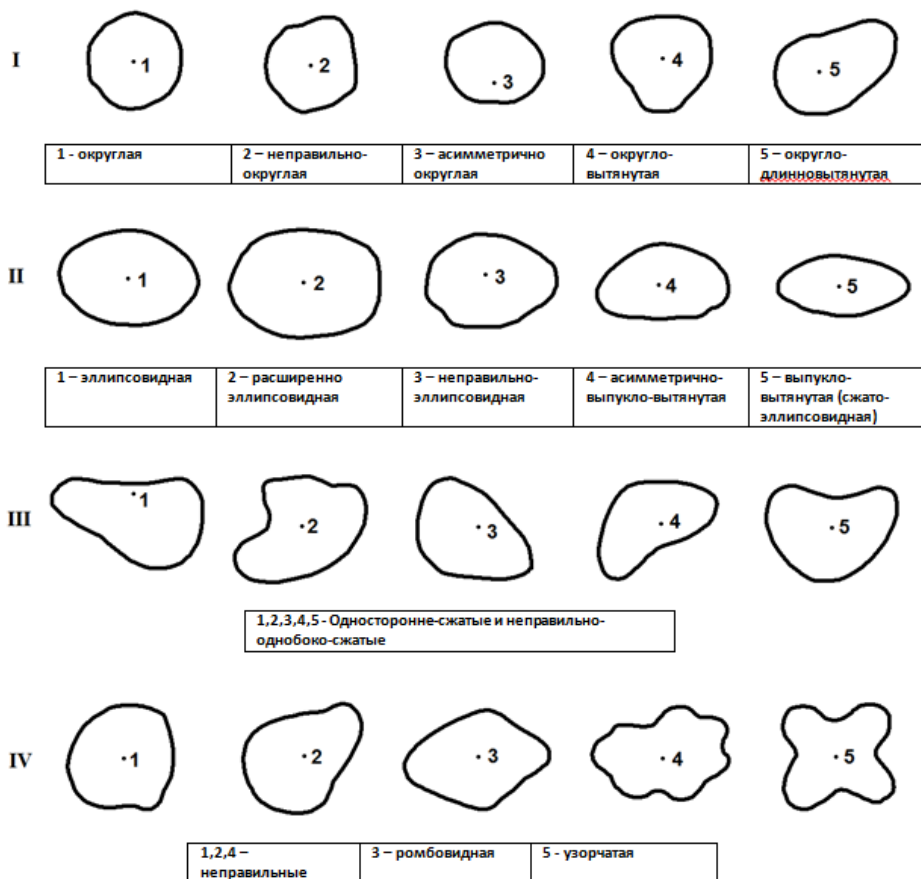 I 1 2 3 4 5
1 - округлая
2 – неправильно-
округлая
3 – асимметрично
округлая
4 – округло-
вытянутая
5 – округло-
длинновытянутая
II 1 2 3 4 5
1 – эллипсовидная
2 – расширенно
эллипсовидная
3 – неправильно-
эллипсовидная
4 – асимметрично-
выпукло-вытянутая
5 – выпукло-
вытянутая (сжато-
эллипсовидная)
III 1 2 3 4 5
1,2,3,4,5 - Односторонне-сжатые и неправильно-
однобоко-сжатые
IV 1 2 3 4 5
1,2,4 –
неправильные
3 – ромбовидная
5 - узорчатая